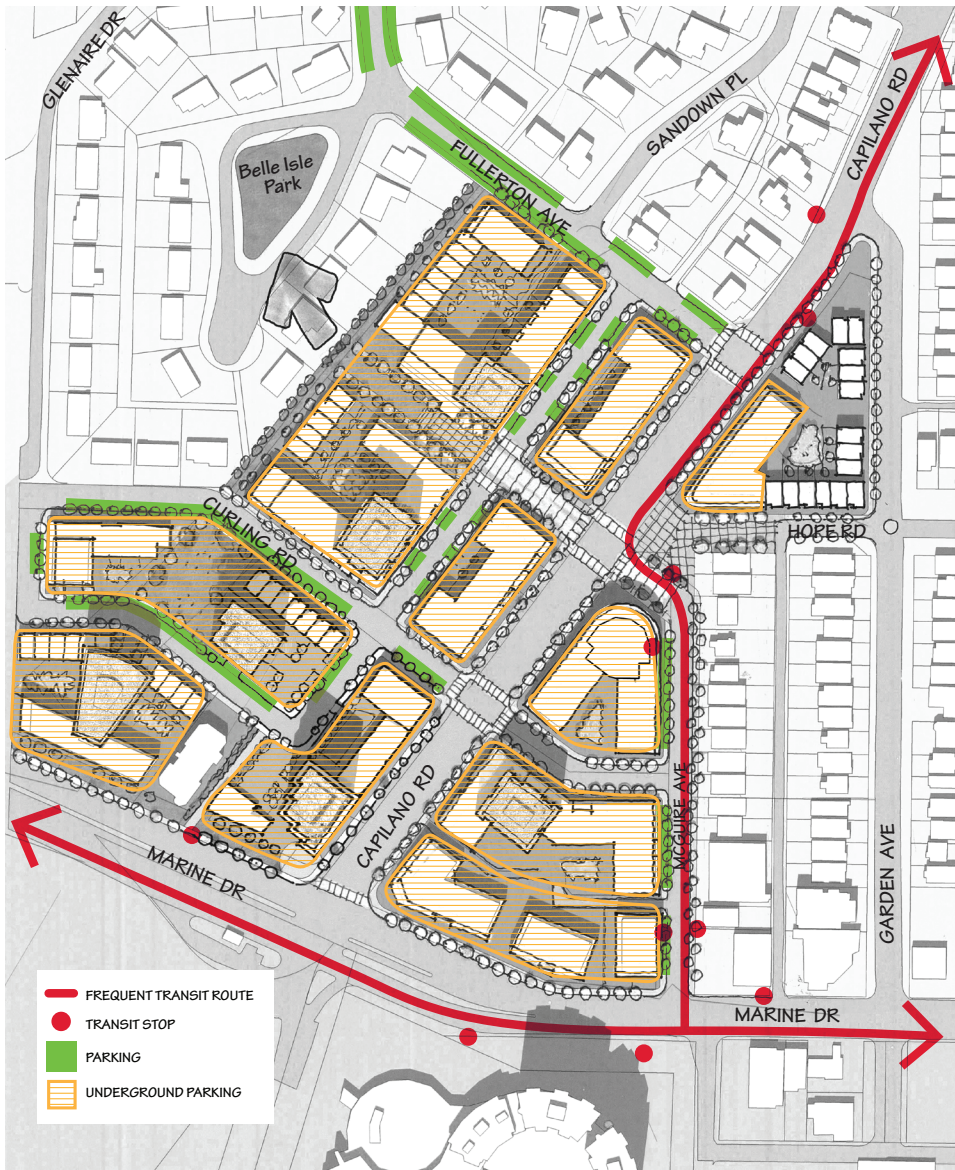 GLENAIRE DR
SANDOWN PL
CAPILANO RD
FULLERTON AVE
Belle Isle
Park
CURLING RD
HOPE RD
CAPILANO RD
MCGUIRE AVE
MARINE DR
GARDEN AVE
MARINE DR
FREQUENT TRANSIT ROUTE
TRANSIT STOP
PARKING
UNDERGROUND PARKING